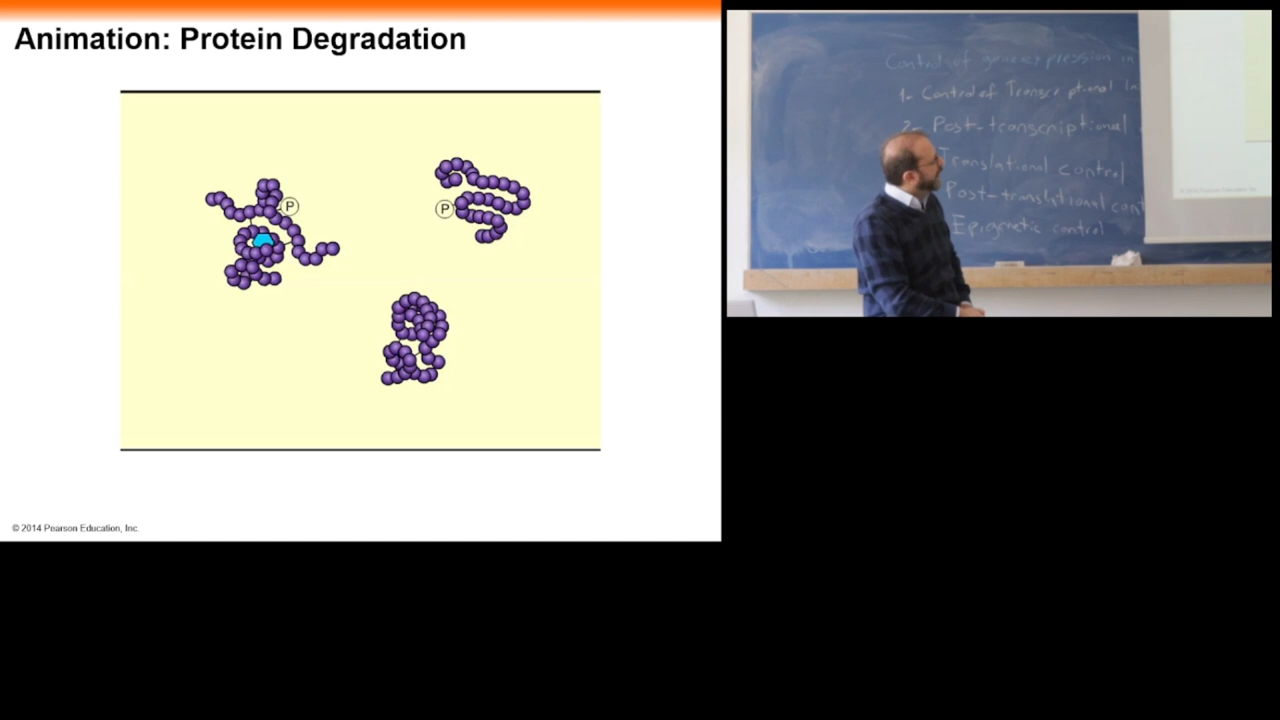 Animation: Protein Degradation
P
P
© 2014 Pearson Education, Inc.
Control of gene expression in
1- Control of Transcriptional
2- Post-transcriptional
Translational control
Post-translational
Epigenetic control